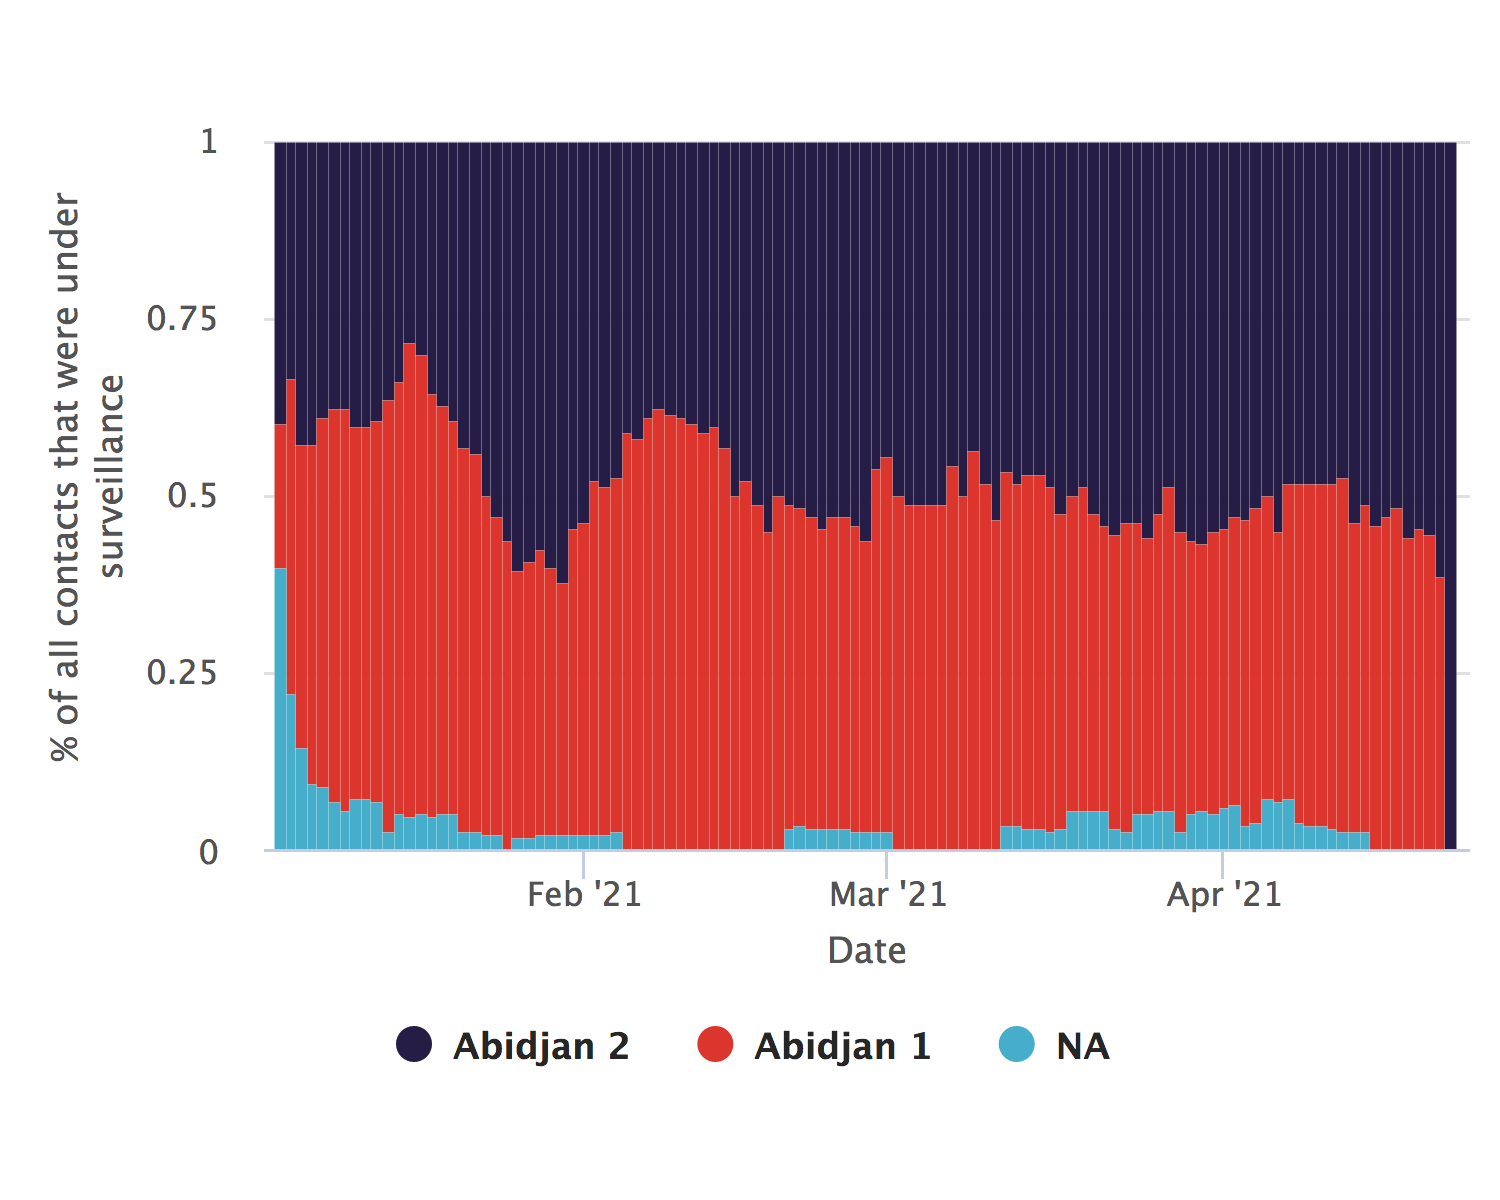 % of all contacts that were under
surveillance
1
0.75
0.5
0.25
0
Feb '21
Mar '21
Apr '21
Date
Abidjan 2
Abidjan 1
NA